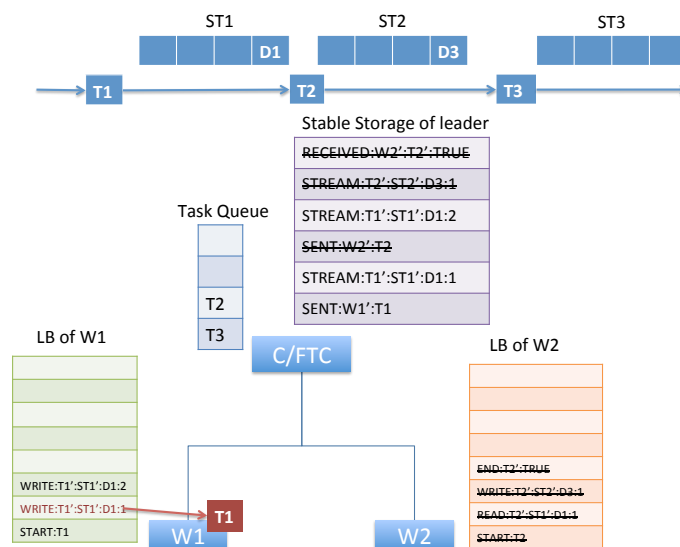 ST1
ST2
ST3
D1
D3
T1
T2
T3
Stable Storage of leader
RECEIVED:W2':T2':TRUE
STREAM:T2':ST2':D3:1
STREAM:T1':ST1':D1:2
SENT:W2':T2
STREAM:T1':ST1':D1:1
SENT:W1':T1
Task Queue
T2
T3
C/FTC
LB of W1
WRITE:T1':ST1':D1:2
WRITE:T1':ST1':D1:1
START:T1
T1
W1
W2
LB of W2
END:T2':TRUE
WRITE:T2':ST2':D3:1
READ:T2':ST1':D1:1
START:T2